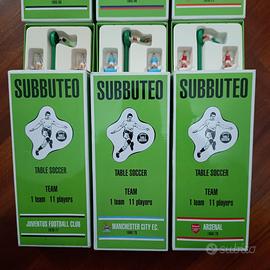 SUBBUTEO
TABLE SOCCER
TEAM
1 team 11 players
JUVENTUS FOOTBALL CLUB
SUBBUTEO
TABLE SOCCER
TEAM
1 team 11 players
MANCHESTER CITY F.C.
SUBBUTEO
TABLE SOCCER
TEAM
1 team 11 players
ARSENAL
subito